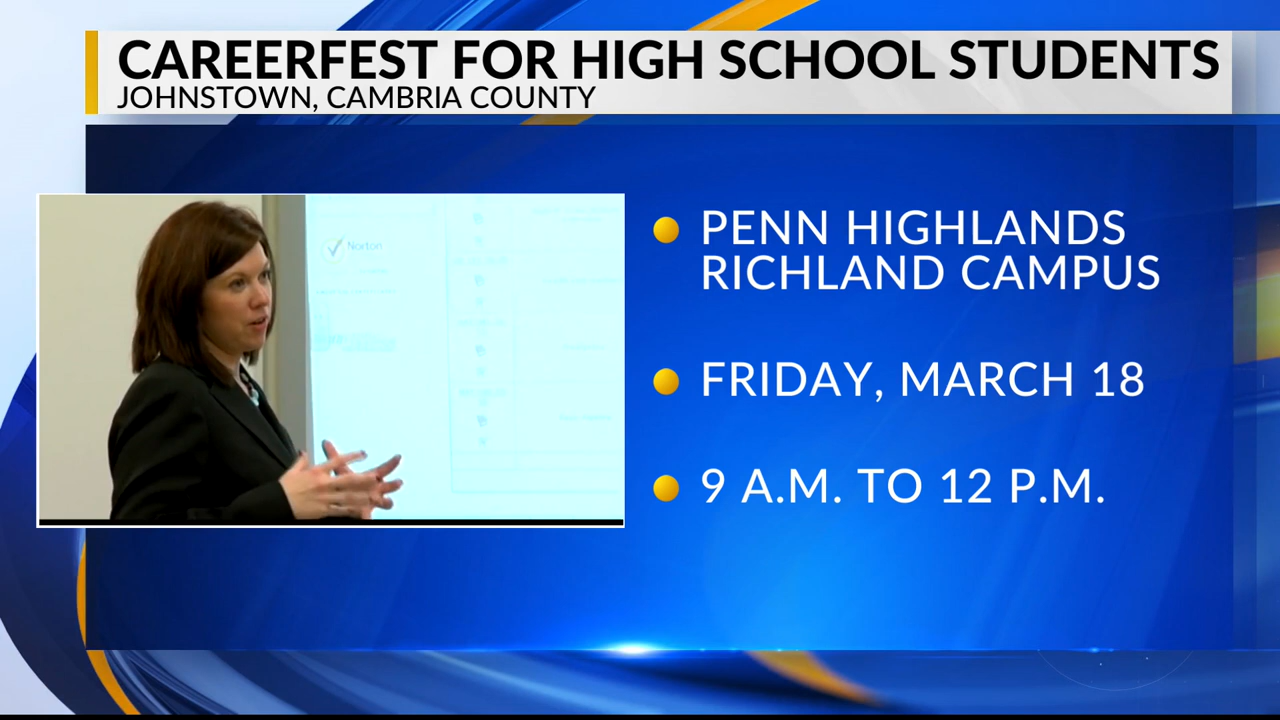 CAREERFEST FOR HIGH SCHOOL STUDENTS
JOHNSTOWN, CAMBRIA COUNTY
Norton
PENN HIGHLANDS
RICHLAND CAMPUS
FRIDAY, MARCH 18
9 A.M. TO 12 P.M.